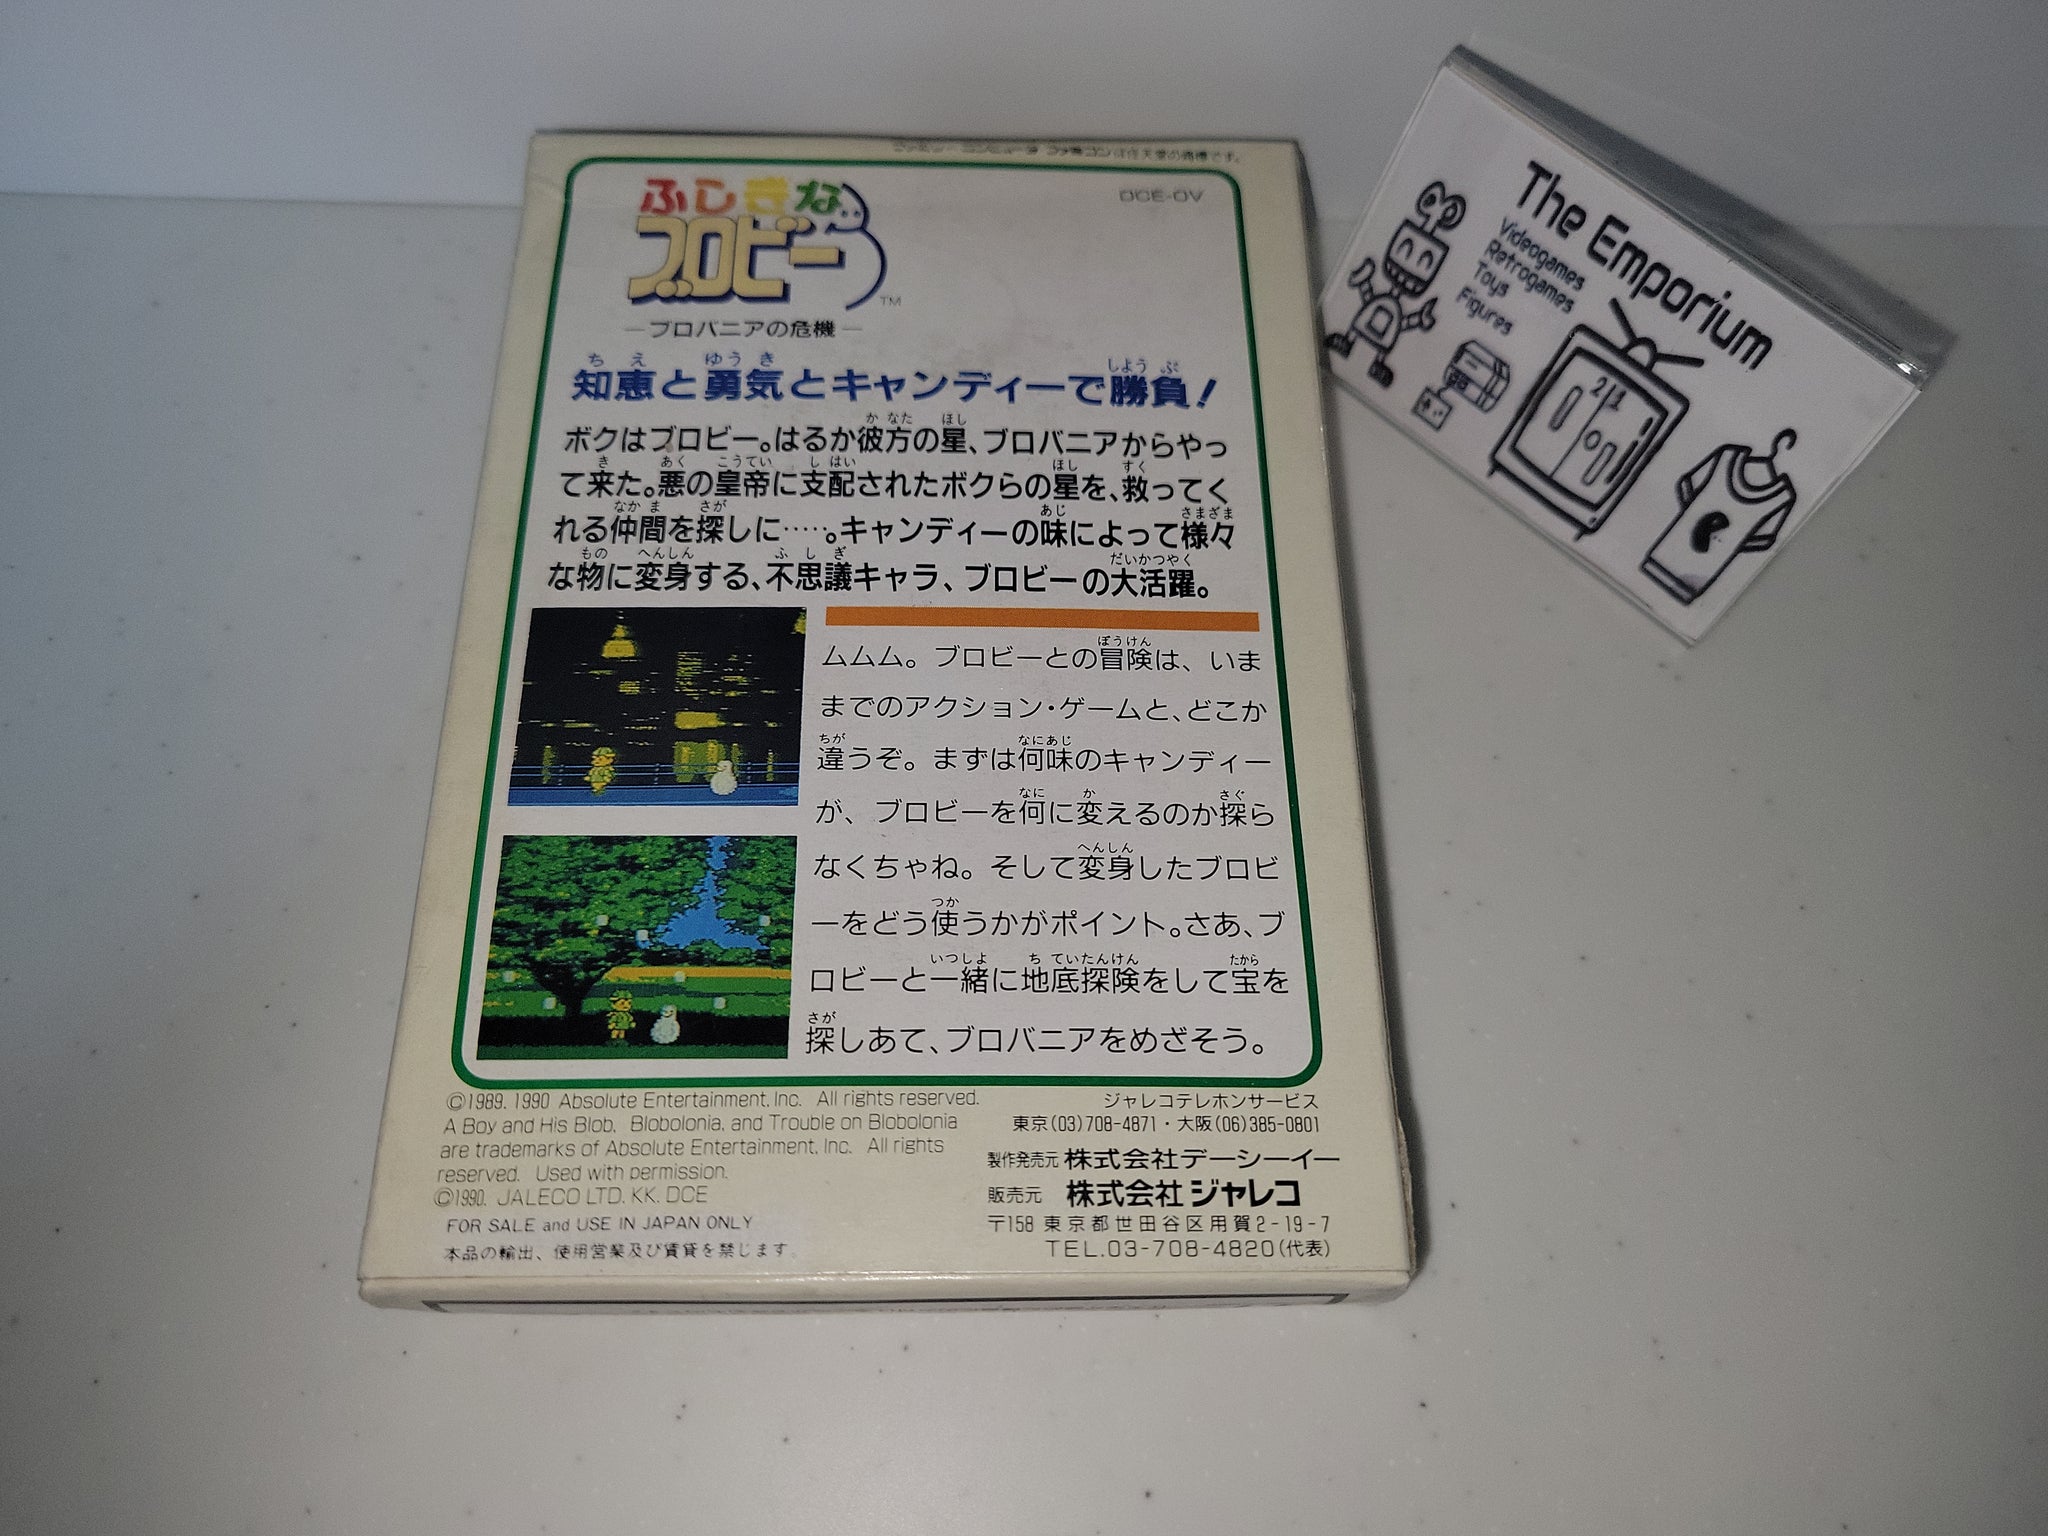 DCE-OV
ふしぎな
ブロビー
TM
ーブロバニアの危機ー
知恵と勇気とキャンディーで勝負!
ボクはブロビー。はるか彼方の星、ブロバニアからやっ
て来た。悪の皇帝に支配されたボクらの星を、救ってく
れる仲間を探しに……。キャンディーの味によって様々
な物に変身する、不思議キャラ、ブロビーの大活躍。
ムムム。ブロビーとの冒険は、いま
までのアクション・ゲームと、どこか
違うぞ。まずは何味のキャンディー
が、ブロビーを何に変えるのか探ら
なくちゃね。そして変身したブロビ
ーをどう使うかがポイント。さあ、ブ
ロビーと一緒に地底探険をして宝を
探しあて、ブロバニアをめざそう。
©1989. 1990 Absolute Entertainment, Inc. All rights reserved.
A Boy and His Blob, Blobolonia, and Trouble on Blobolonia
are trademarks of Absolute Entertainment, Inc. All rights
reserved. Used with permission.
©1990. JALECO LTD. KK. DCE
FOR SALE and USE IN JAPAN ONLY
本品の輸出、使用営業及び賃貸を禁じます。
ジャレコテレホンサービス
東京(03)708-4871・大阪(06)385-0801
製作発売元 株式会社デーシーイー
販売元 株式会社ジャレコ
〒158 東京都世田谷区用賀2-19-7
TEL.03-708-4820(代表)
The Emporium
Videogames
Retrogames
Toys
Figures